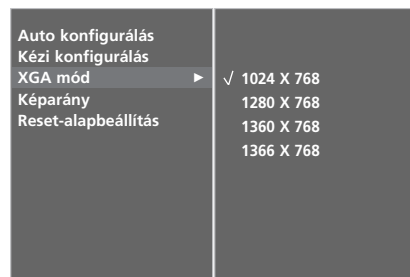 Auto konfigurálás
Kézi konfigurálás
XGA mód ►
Képarány
Reset-alapbeállítás
√ 1024 X 768
1280 X 768
1360 X 768
1366 X 768